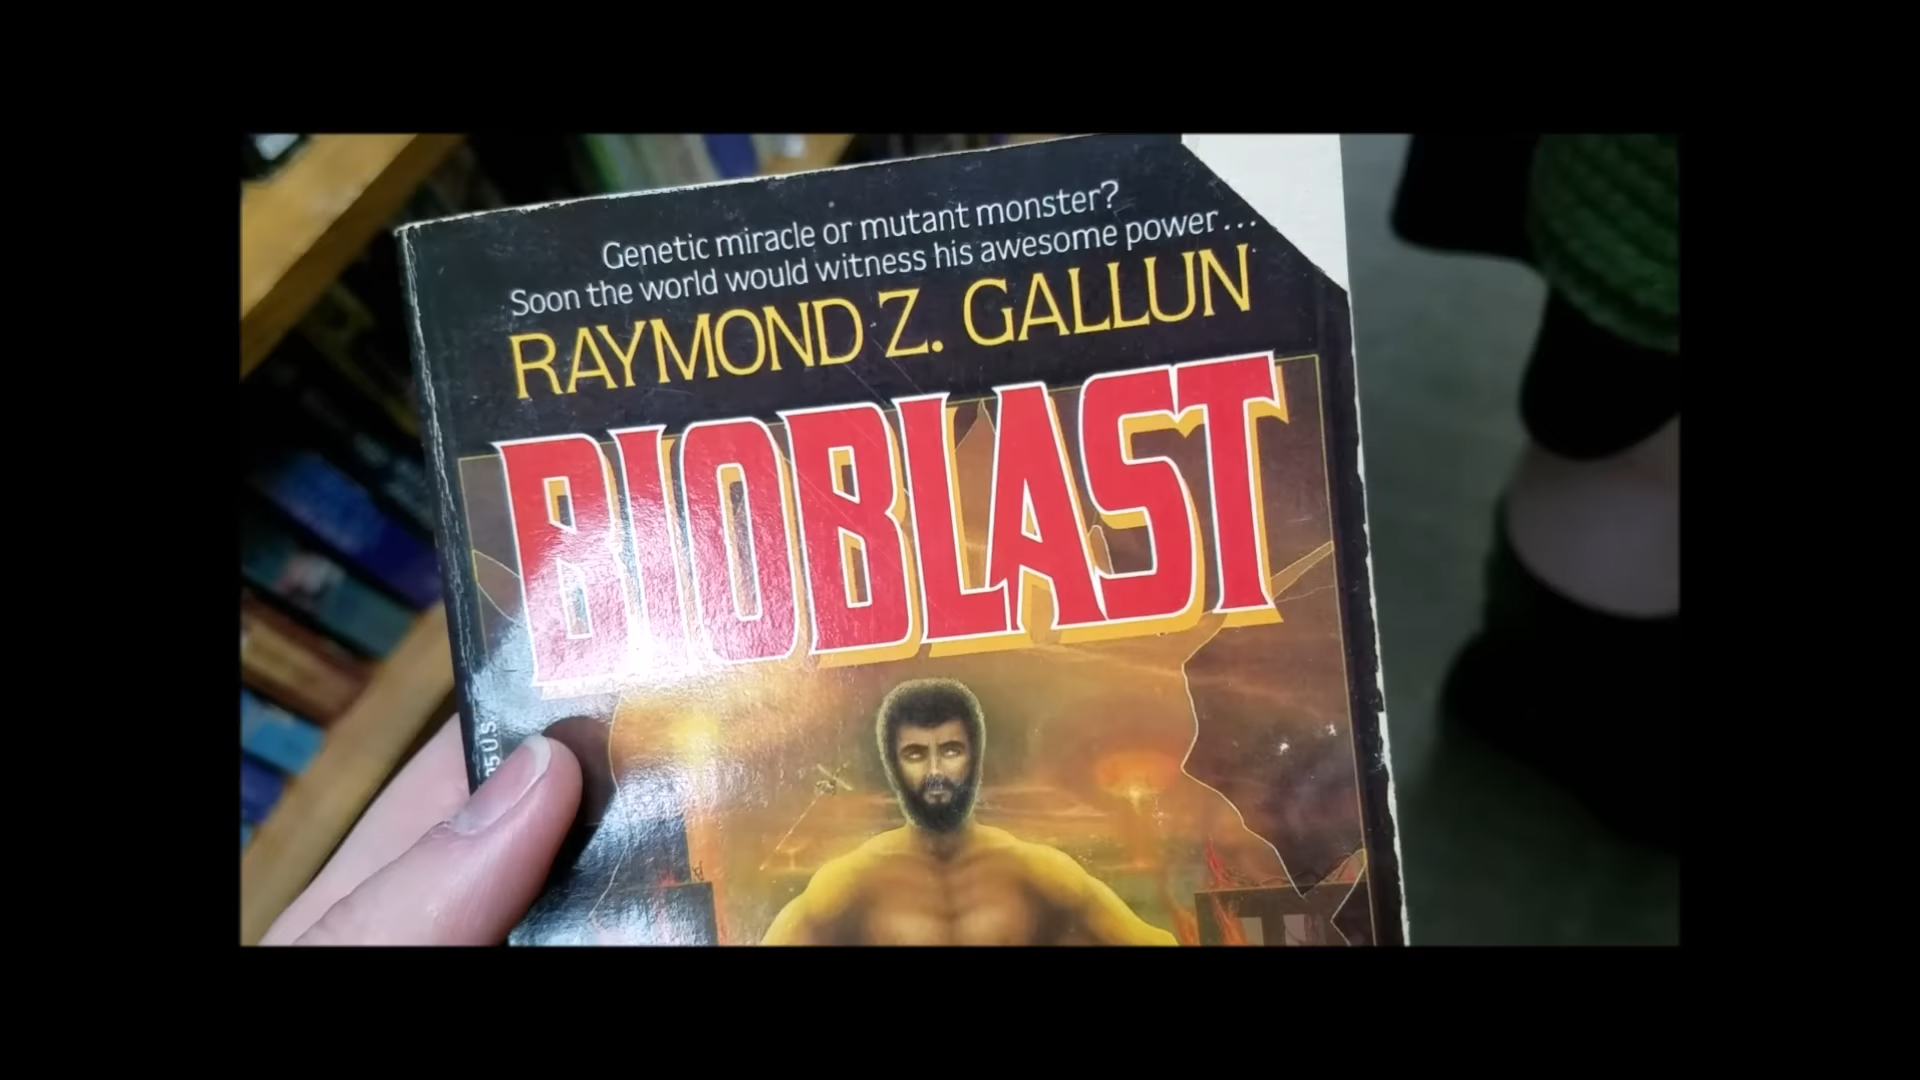 Genetic miracle or mutant monster?
Soon the world would witness his awesome power...
RAYMOND Z. GALLUN
BIOBLAST